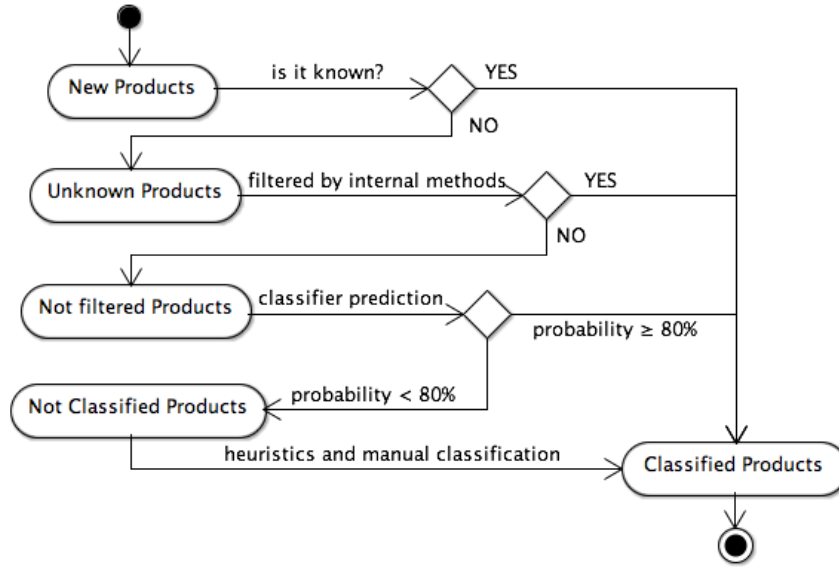 is it known?
YES
New Products
NO
Unknown Products
filtered by internal methods
YES
NO
Not filtered Products
classifier prediction
probability ≥ 80%
probability < 80%
Not Classified Products
heuristics and manual classification
Classified Products